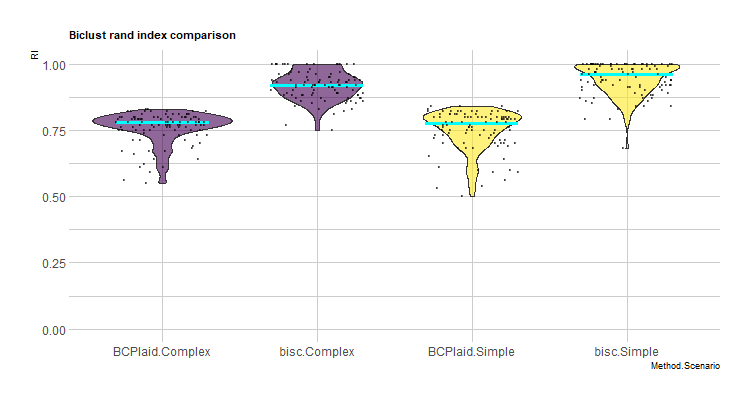 Biclust rand index comparison
RI
1.00
0.75
0.50
0.25
0.00
BCPlaid.Complex
bisc.Complex
BCPlaid.Simple
bisc.Simple
Method.Scenario